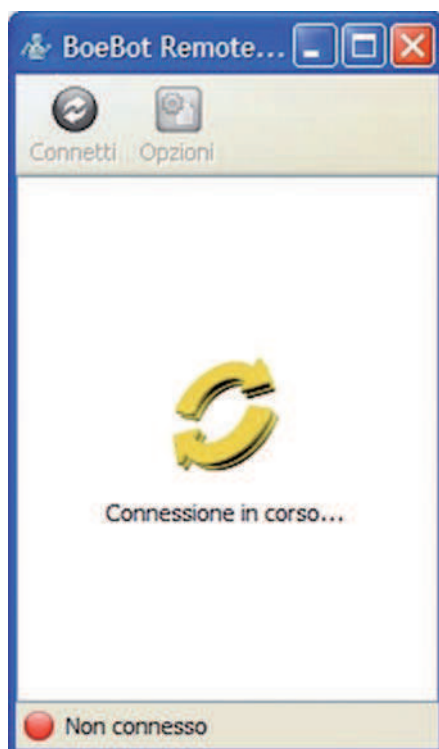 BoeBot Remote...
Connetti Opzioni
Connessione in corso...
Non connesso